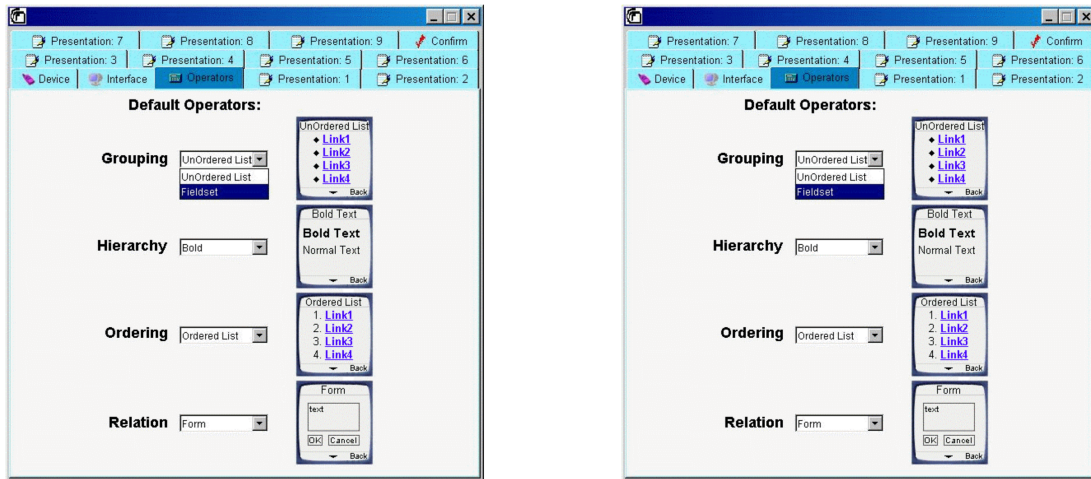 Presentation: 7 Presentation: 8 Presentation: 9 Confirm
Presentation: 3 Presentation: 4 Presentation: 5 Presentation: 6
Device Interface Operators Presentation: 1 Presentation: 2
Default Operators:
UnOrdered List
Link1
Link2
Link3
Link4
Back
Grouping UnOrdered List
UnOrdered List
Fieldset
Bold Text
Bold Text
Normal Text
Back
Hierarchy Bold
Ordered List
1. Link1
2. Link2
3. Link3
4. Link4
Back
Ordering Ordered List
Form
text
OK Cancel
Back
Relation Form
Presentation: 7 Presentation: 8 Presentation: 9 Confirm
Presentation: 3 Presentation: 4 Presentation: 5 Presentation: 6
Device Interface Operators Presentation: 1 Presentation: 2
Default Operators:
UnOrdered List
Link1
Link2
Link3
Link4
Back
Grouping UnOrdered List
UnOrdered List
Fieldset
Bold Text
Bold Text
Normal Text
Back
Hierarchy Bold
Ordered List
1. Link1
2. Link2
3. Link3
4. Link4
Back
Ordering Ordered List
Form
text
OK Cancel
Back
Relation Form